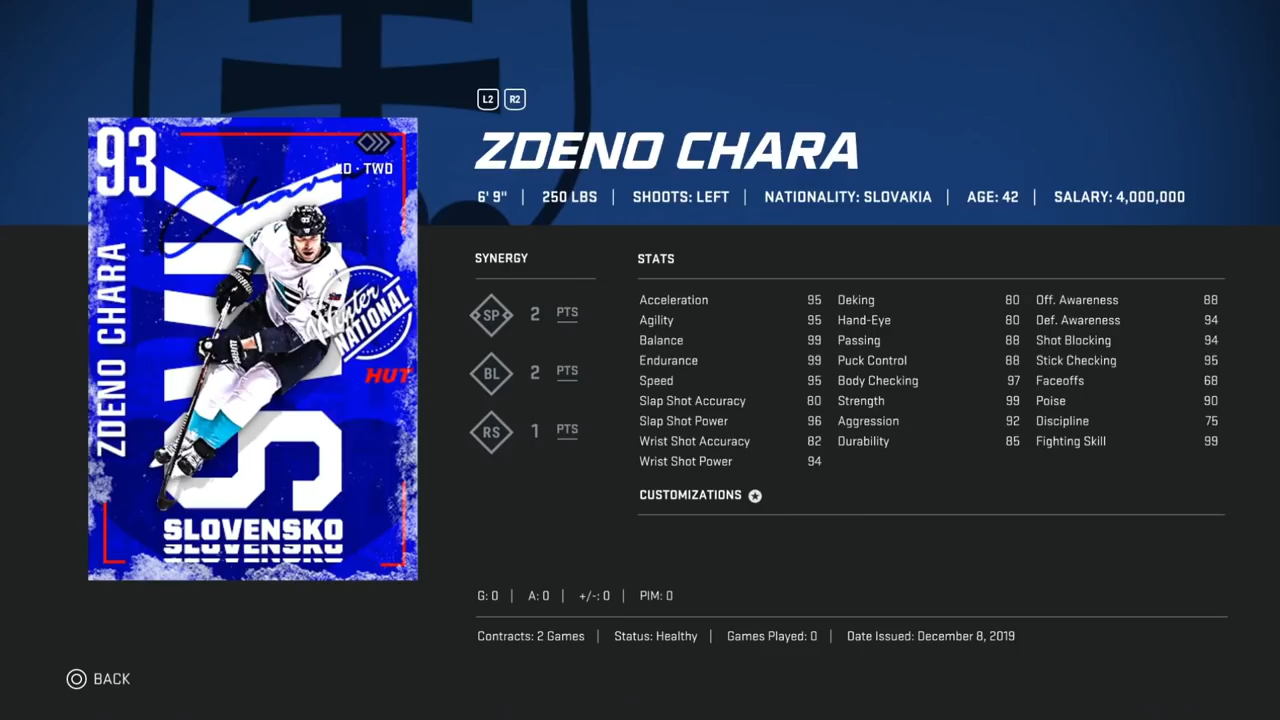 L2 R2
ZDENO CHARA
6' 9" | 250 LBS | SHOOTS: LEFT | NATIONALITY: SLOVAKIA | AGE: 42 | SALARY: 4,000,000
93
TWD
ZDENO CHARA
Winter
NATIONAL
HUT
SLOVENSKO
SLOVENSKO
SLOVENSKO
SYNERGY
SP 2 PTS
BL 2 PTS
RS 1 PTS
STATS
Acceleration 95 Deking 80 Off. Awareness 88
Agility 95 Hand-Eye 80 Def. Awareness 94
Balance 99 Passing 88 Shot Blocking 94
Endurance 99 Puck Control 88 Stick Checking 95
Speed 95 Body Checking 97 Faceoffs 68
Slap Shot Accuracy 80 Strength 99 Poise 90
Slap Shot Power 96 Aggression 92 Discipline 75
Wrist Shot Accuracy 82 Durability 85 Fighting Skill 99
Wrist Shot Power 94
CUSTOMIZATIONS
G: 0 | A: 0 | +/-: 0 | PIM: 0
Contracts: 2 Games | Status: Healthy | Games Played: 0 | Date Issued: December 8, 2019
BACK